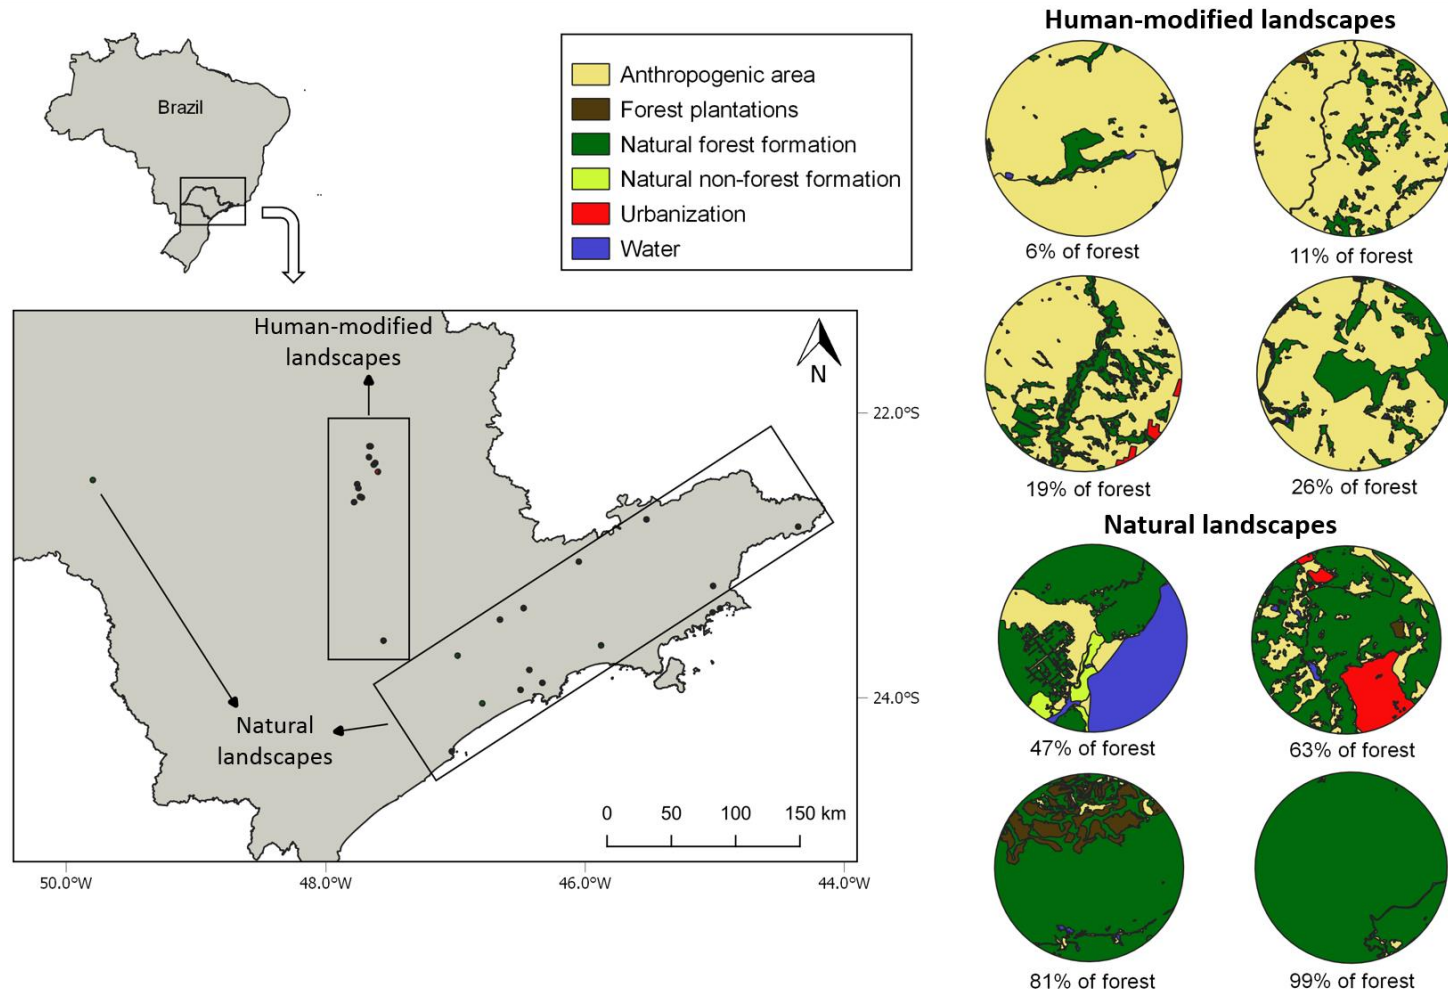 Brazil
Anthropogenic area
Forest plantations
Natural forest formation
Natural non-forest formation
Urbanization
Water
Human-modified
landscapes
N
22.0°S
24.0°S
Natural
landscapes
0 50 100 150 km
50.0°W 48.0°W 46.0°W 44.0°W
Human-modified landscapes
6% of forest
11% of forest
19% of forest
26% of forest
Natural landscapes
47% of forest
63% of forest
81% of forest
99% of forest